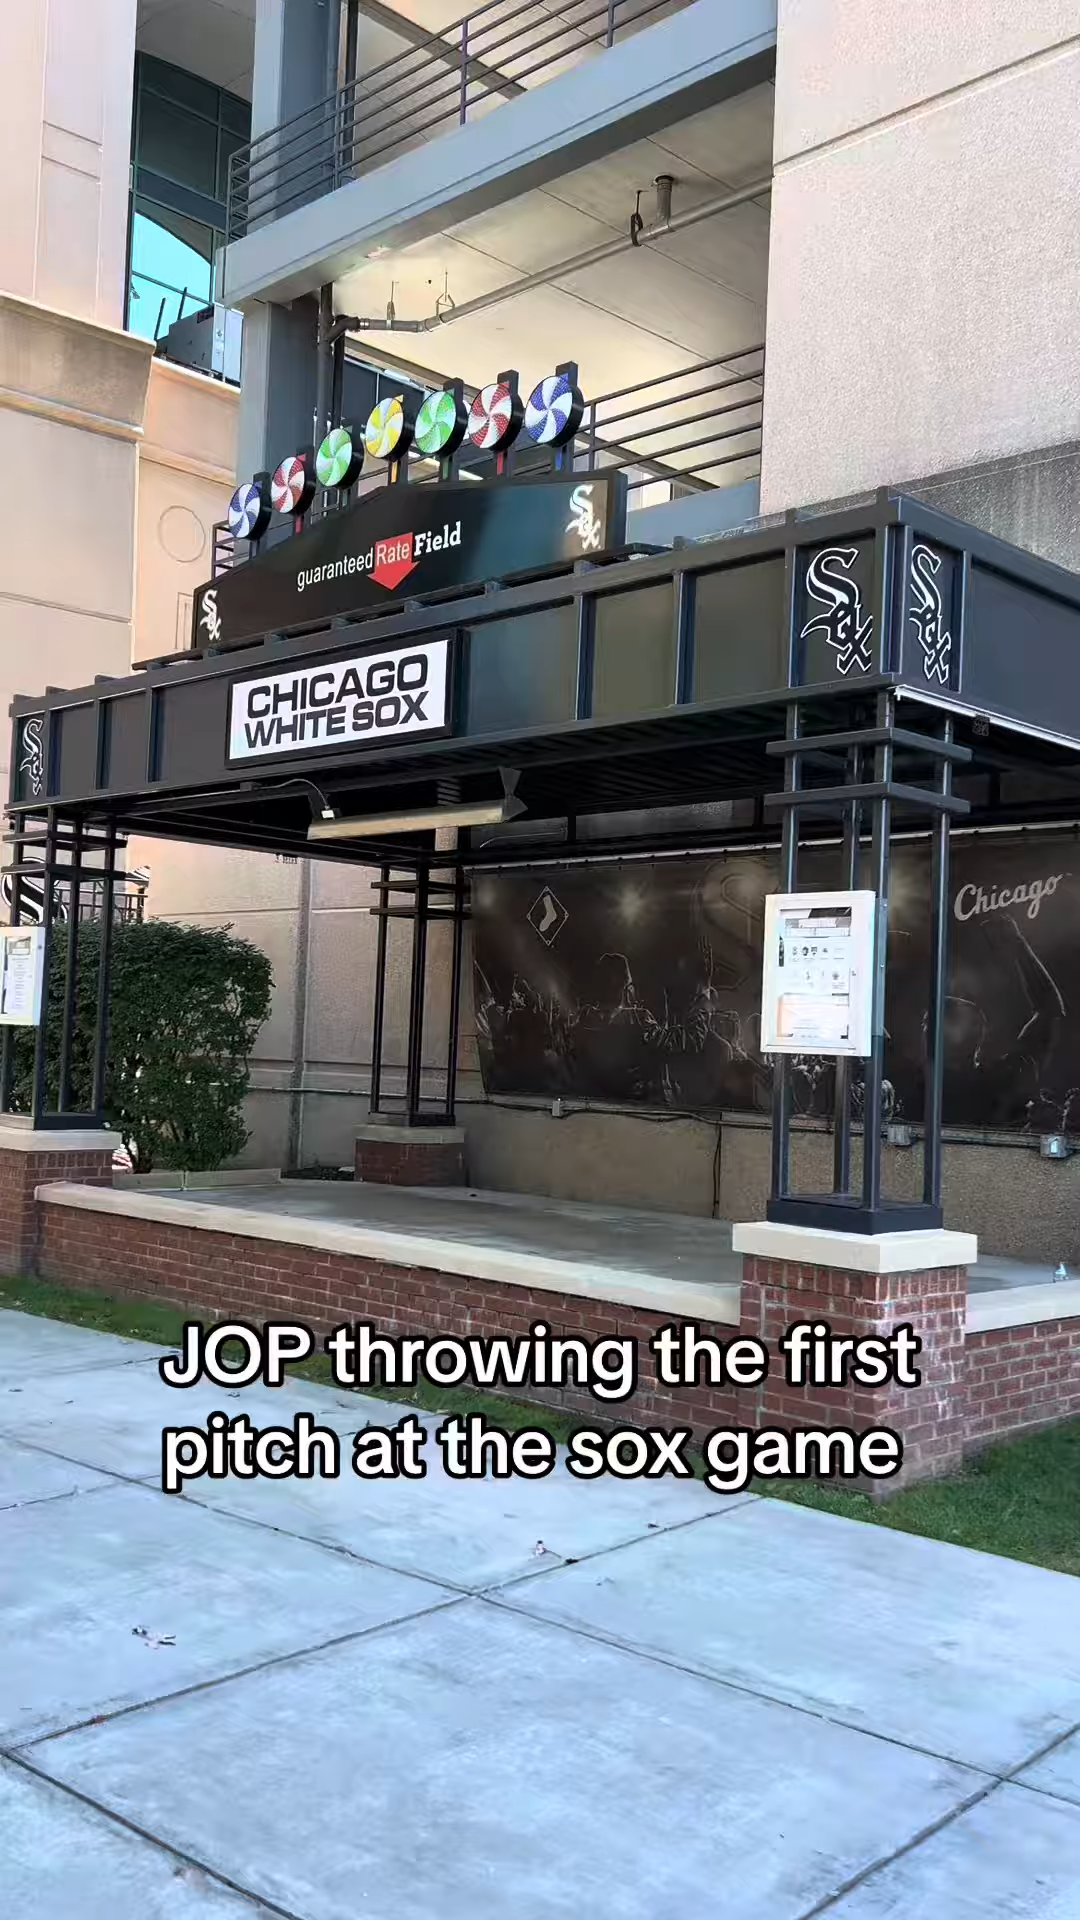 guaranteed Rate Field
Sox
Sox
CHICAGO
WHITE SOX
Sox
Sox
Sox
Chicago
JOP throwing the first
pitch at the sox game